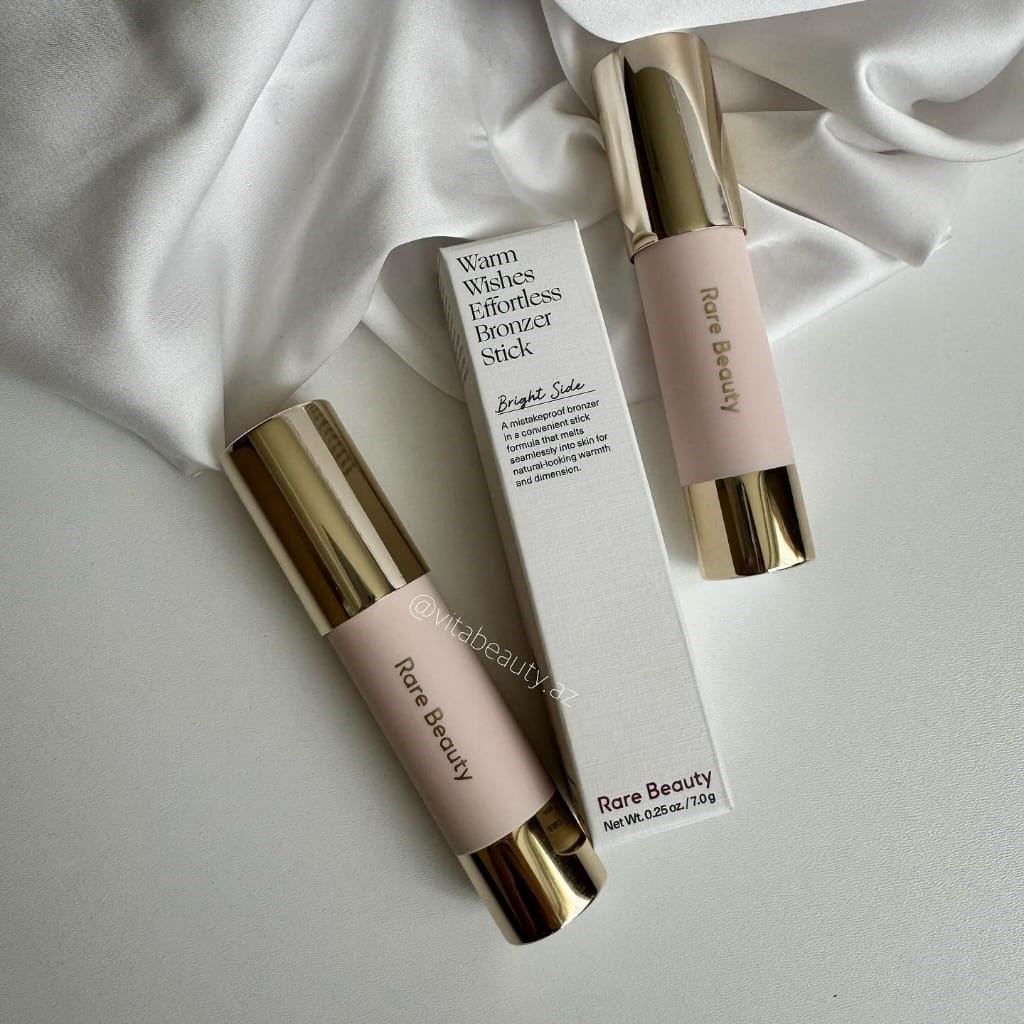 Warm
Wishes
Effortless
Bronzer
Stick
Bright Side
A mistakeproof bronzer
in a convenient stick
formula that melts
seamlessly into skin for
natural-looking warmth
and dimension.
Rare Beauty
Net Wt. 0.25 oz./7.0 g
Rare Beauty
Rare Beauty
@vitabeauty.az